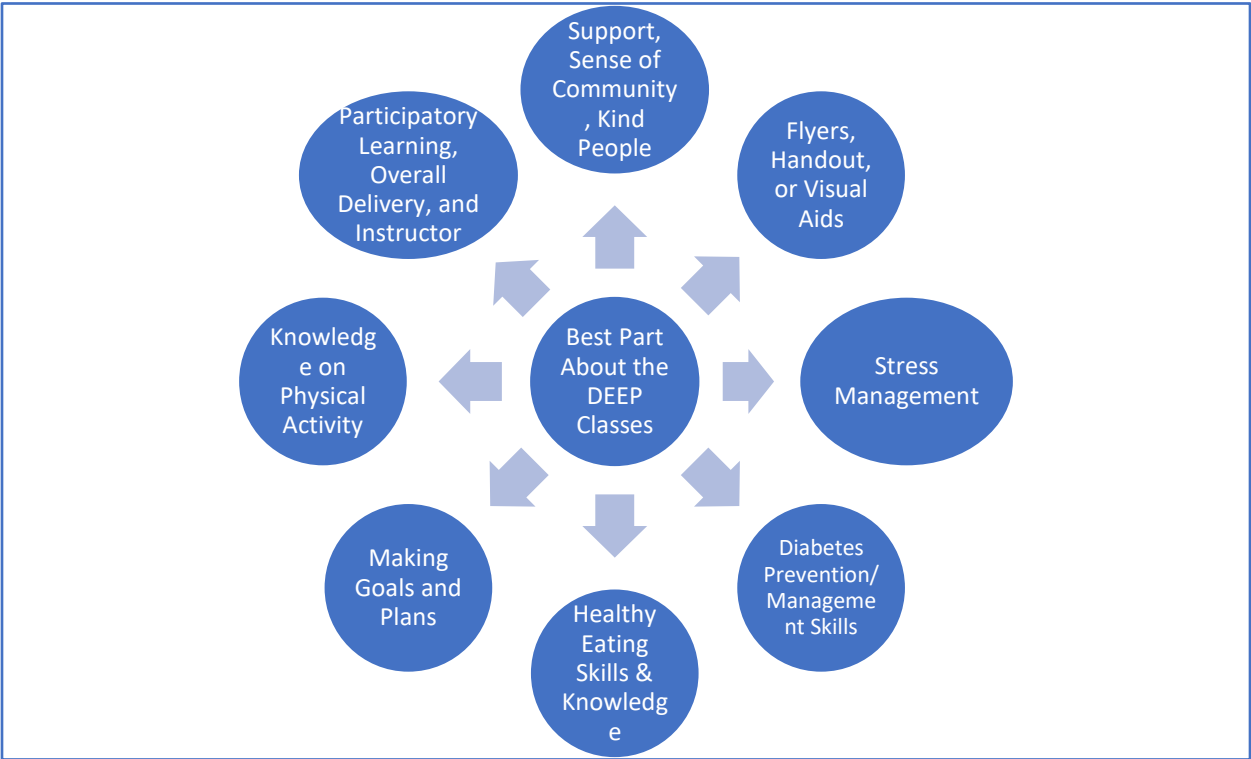 Support,
Sense of
Community
, Kind
People
Flyers,
Handout,
or Visual
Aids
Stress
Management
Diabetes
Prevention/
Manageme
nt Skills
Healthy
Eating
Skills &
Knowledg
e
Making
Goals and
Plans
Knowledg
e on
Physical
Activity
Participatory
Learning,
Overall
Delivery, and
Instructor
Best Part
About the
DEEP
Classes